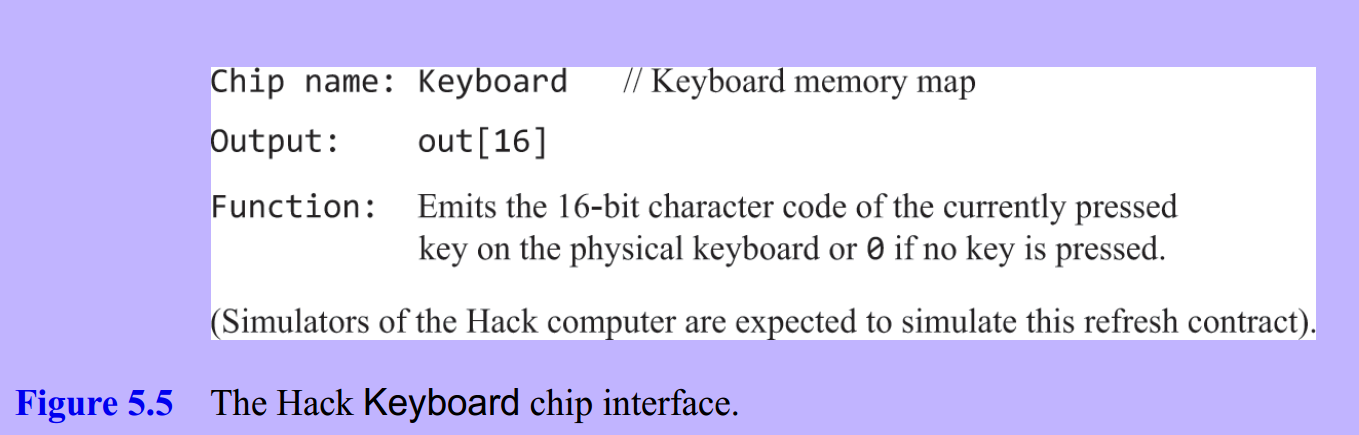 Chip name: Keyboard // Keyboard memory map
Output: out[16]
Function: Emits the 16-bit character code of the currently pressed
key on the physical keyboard or 0 if no key is pressed.
(Simulators of the Hack computer are expected to simulate this refresh contract).
Figure 5.5 The Hack Keyboard chip interface.